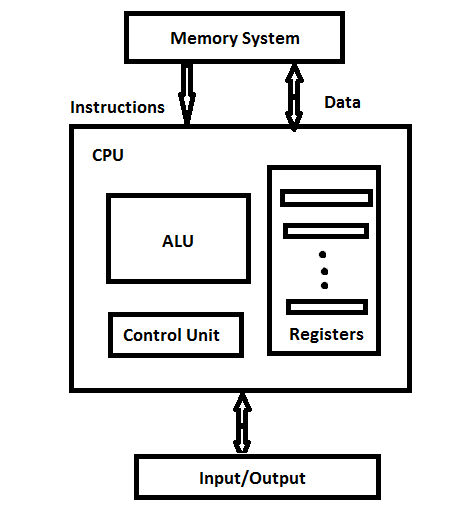 Memory System
Instructions
Data
CPU
ALU
Control Unit
Registers
Input/Output